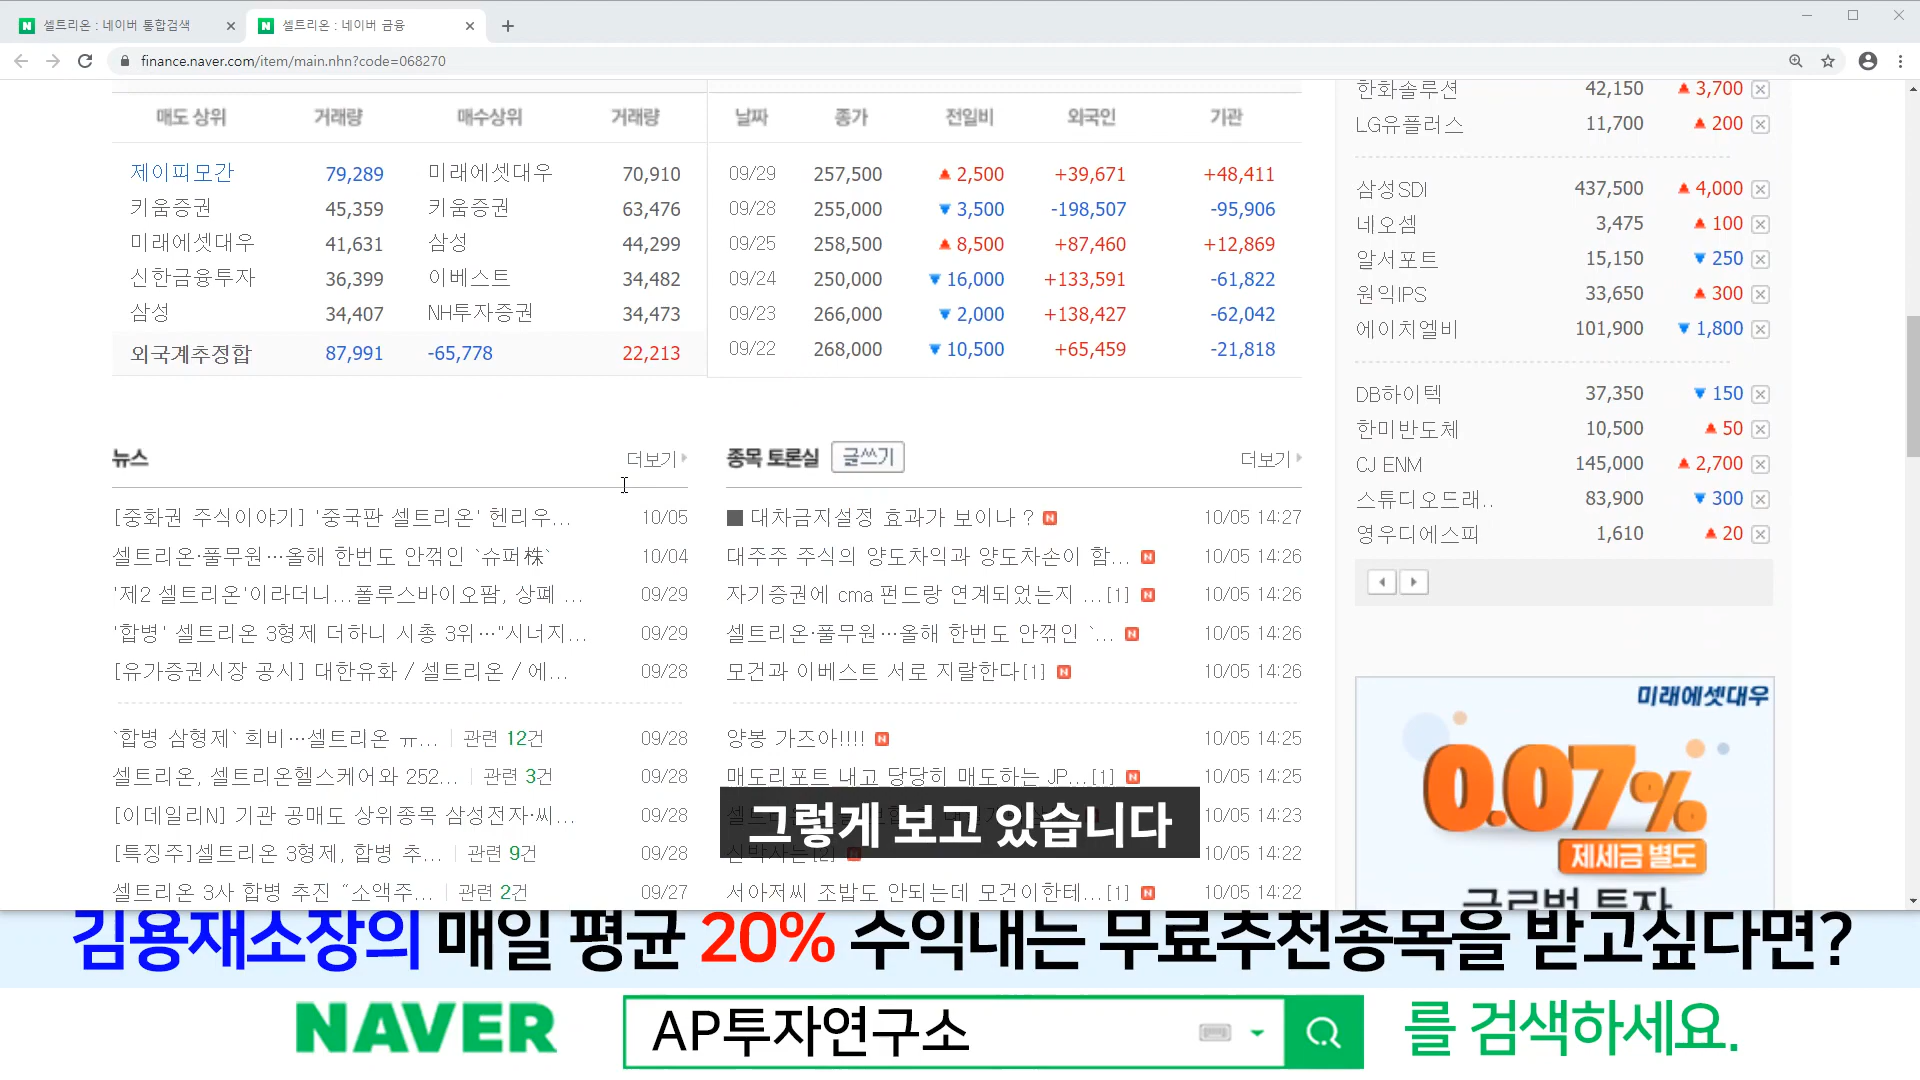 셀트리온 : 네이버 통합검색
셀트리온 : 네이버 금융
finance.naver.com/item/main.nhn?code=068270
매도 상위 거래량 매수상위 거래량
제이피모간 79,289 미래에셋대우 70,910
키움증권 45,359 키움증권 63,476
미래에셋대우 41,631 삼성 44,299
신한금융투자 36,399 이베스트 34,482
삼성 34,407 NH투자증권 34,473
외국계추정합 87,991 -65,778 22,213
날짜 종가 전일비 외국인 기관
09/29 257,500 ▲ 2,500 +39,671 +48,411
09/28 255,000 ▼ 3,500 -198,507 -95,906
09/25 258,500 ▲ 8,500 +87,460 +12,869
09/24 250,000 ▼ 16,000 +133,591 -61,822
09/23 266,000 ▼ 2,000 +138,427 -62,042
09/22 268,000 ▼ 10,500 +65,459 -21,818
뉴스 더보기
[중화권 주식이야기] '중국판 셀트리온' 헨리우... 10/05
셀트리온·풀무원…올해 한번도 안꺾인 `슈퍼株` 10/04
'제2 셀트리온'이라더니...폴루스바이오팜, 상폐 ... 09/29
'합병' 셀트리온 3형제 더하니 시총 3위…"시너지... 09/29
[유가증권시장 공시] 대한유화 / 셀트리온 / 에... 09/28
`합병 삼형제` 희비…셀트리온 ㅠ... 관련 12건 09/28
셀트리온, 셀트리온헬스케어와 252... 관련 3건 09/28
[이데일리N] 기관 공매도 상위종목 삼성전자·씨... 09/28
[특징주]셀트리온 3형제, 합병 추... 관련 9건 09/28
셀트리온 3사 합병 추진 “소액주... 관련 2건 09/27
종목 토론실 글쓰기 더보기
■ 대차금지설정 효과가 보이나 ? N 10/05 14:27
대주주 주식의 양도차익과 양도차손이 함... N 10/05 14:26
자기증권에 cma 펀드랑 연계되었는지 ...[1] N 10/05 14:26
셀트리온·풀무원…올해 한번도 안꺾인 `... N 10/05 14:26
모건과 이베스트 서로 지랄한다[1] N 10/05 14:26
양봉 가즈아!!!! N 10/05 14:25
매도리포트 내고 당당히 매도하는 JP...[1] N 10/05 14:25
10/05 14:23
10/05 14:22
서아저씨 조밥도 안되는데 모건이한테...[1] N 10/05 14:22
그렇게 보고 있습니다
한화솔루션 42,150 ▲ 3,700
LG유플러스 11,700 ▲ 200
삼성SDI 437,500 ▲ 4,000
네오셈 3,475 ▲ 100
알서포트 15,150 ▼ 250
원익IPS 33,650 ▲ 300
에이치엘비 101,900 ▼ 1,800
DB하이텍 37,350 ▼ 150
한미반도체 10,500 ▲ 50
CJ ENM 145,000 ▲ 2,700
스튜디오드래.. 83,900 ▼ 300
영우디에스피 1,610 ▲ 20
미래에셋대우
0.07%
제세금 별도
글로벌 투자
김용재소장의 매일 평균 20% 수익내는 무료추천종목을 받고싶다면?
NAVER AP투자연구소 를 검색하세요.